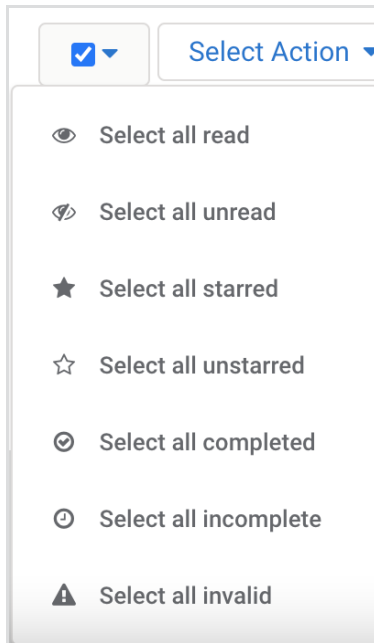 Select Action
Select all read
Select all unread
Select all starred
Select all unstarred
Select all completed
Select all incomplete
Select all invalid